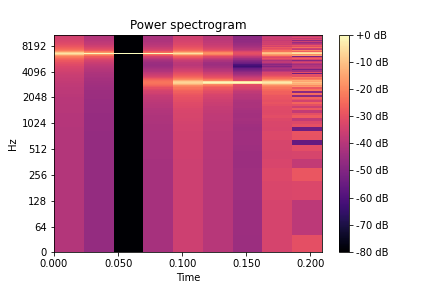 Power spectrogram
8192
4096
2048
1024
512
256
128
64
0
Hz
0.000 0.050 0.100 0.150 0.200
Time
+0 dB
-10 dB
-20 dB
-30 dB
-40 dB
-50 dB
-60 dB
-70 dB
-80 dB